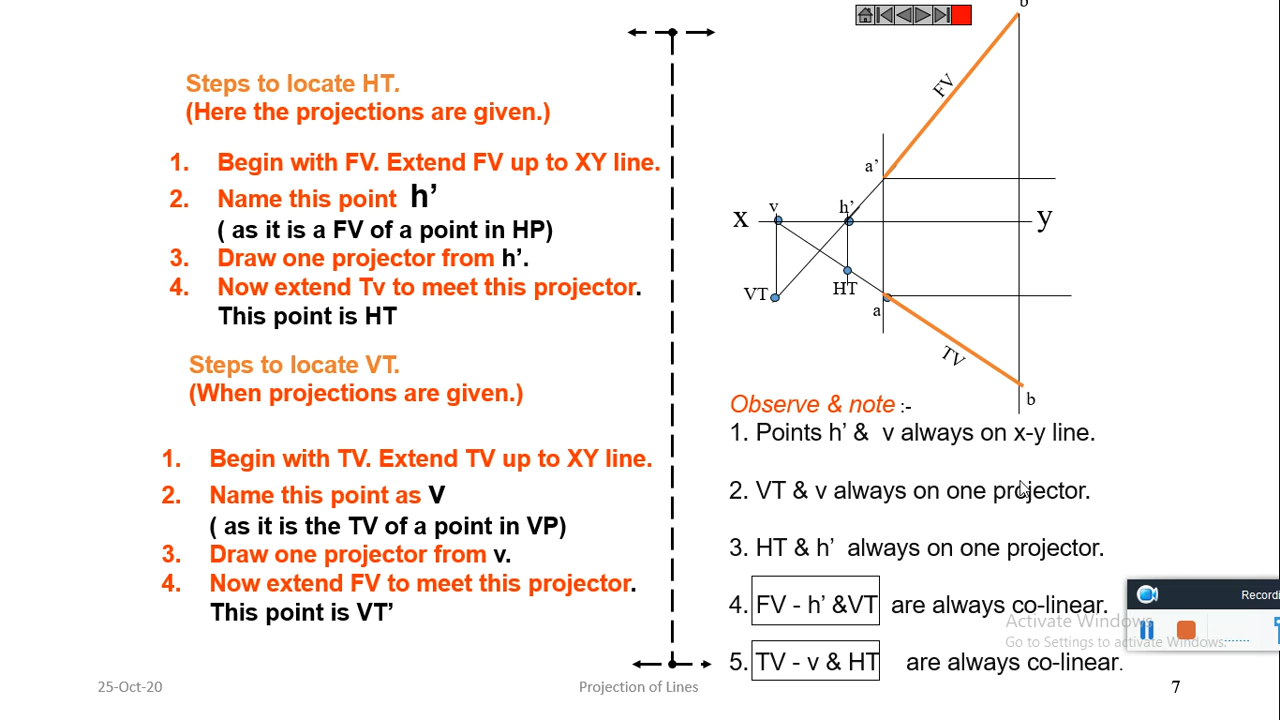 Steps to locate HT.
(Here the projections are given.)
1. Begin with FV. Extend FV up to XY line.
2. Name this point h’
( as it is a FV of a point in HP)
3. Draw one projector from h’.
4. Now extend Tv to meet this projector.
This point is HT
Steps to locate VT.
(When projections are given.)
1. Begin with TV. Extend TV up to XY line.
2. Name this point as v
( as it is the TV of a point in VP)
3. Draw one projector from v.
4. Now extend FV to meet this projector.
This point is VT’
FV
a’
v
h’
x
y
VT
HT
a
TV
b
Observe & note :-
1. Points h’ & v always on x-y line.
2. VT & v always on one projector.
3. HT & h’ always on one projector.
4. FV - h’ &VT are always co-linear.
5. TV - v & HT are always co-linear.
Recordi
Activate Windows
Go to Settings to activate Windows.
25-Oct-20
Projection of Lines
7